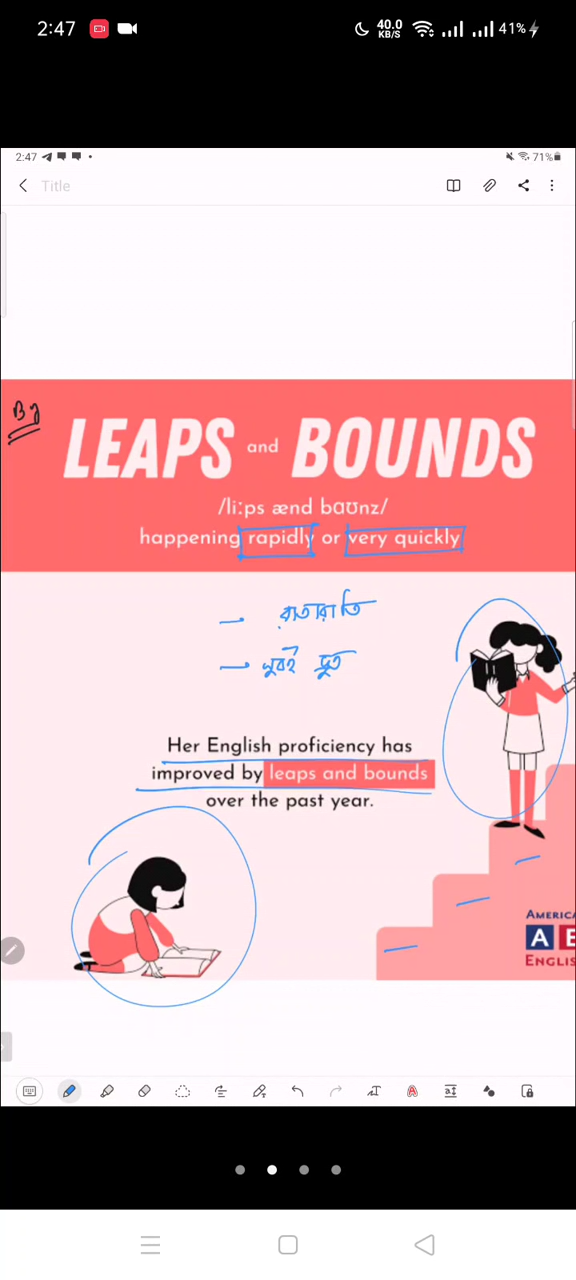 2:47
40.0
KB/S
41%
2:47
71%
Title
By
LEAPS and BOUNDS
/liːps ænd baʊnz/
happening rapidly or very quickly
— রাতারাতি
— খুবই দ্রুত
Her English proficiency has
improved by leaps and bounds
over the past year.
AMERICA
A E
ENGLIS